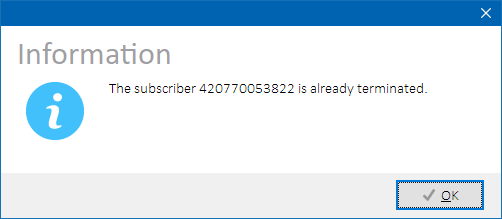 Information
The subscriber 420770053822 is already terminated.
OK